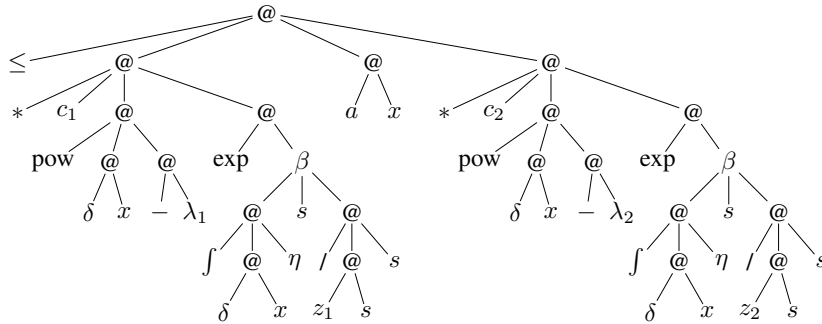 @
≤ @ @ @
* c₁ @ @ a x * c₂ @ @
pow @ @ exp β pow @ @ exp β
δ x − λ₁ @ s @ δ x − λ₂ @ s @
∫ @ η / @ s ∫ @ η / @ s
δ x z₁ s δ x z₂ s